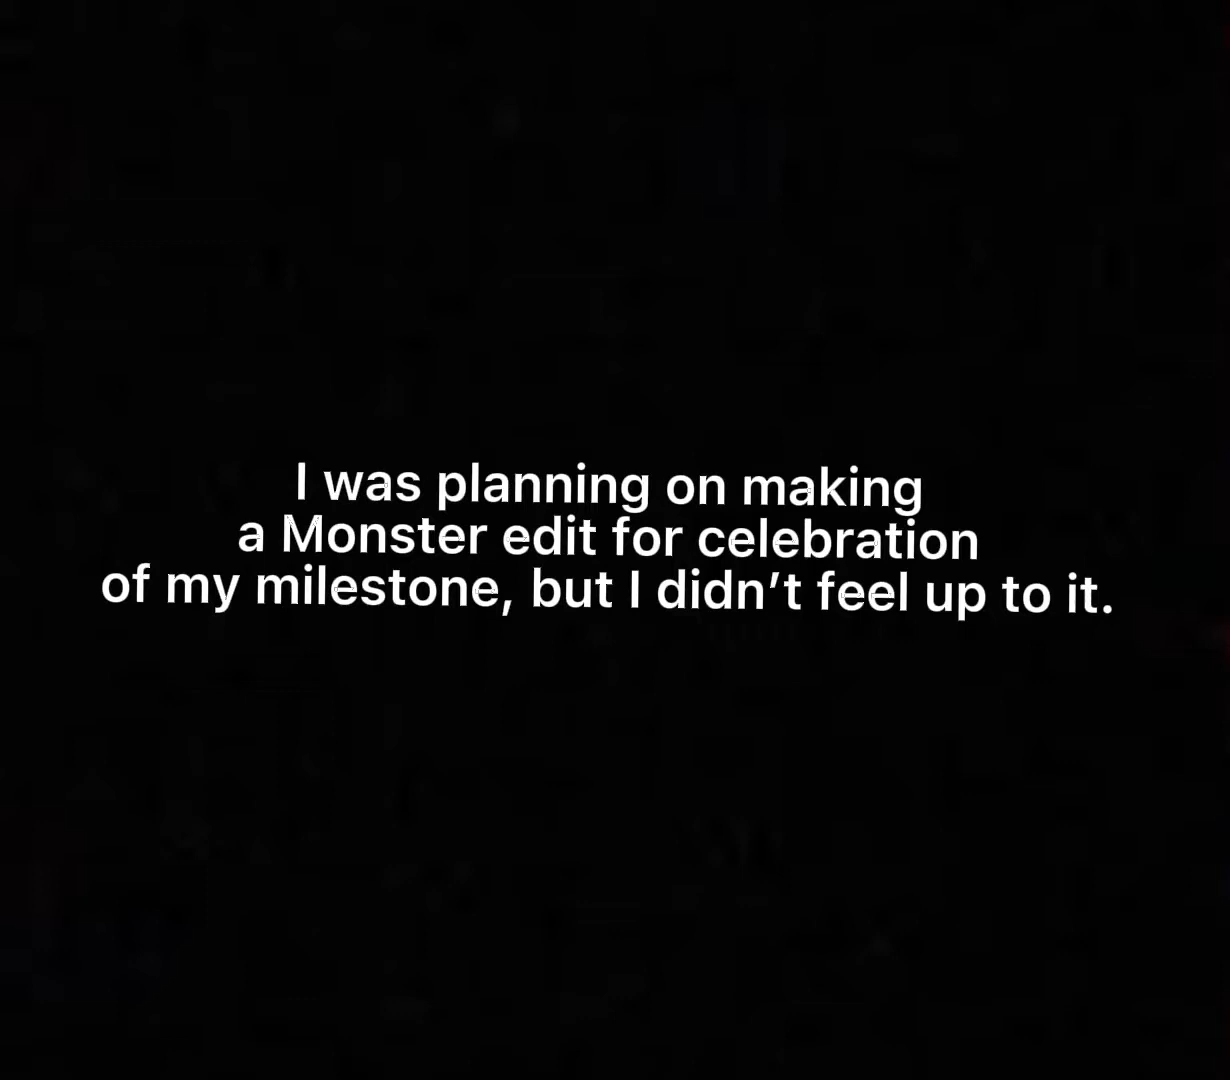 I was planning on making
a Monster edit for celebration
of my milestone, but I didn’t feel up to it.